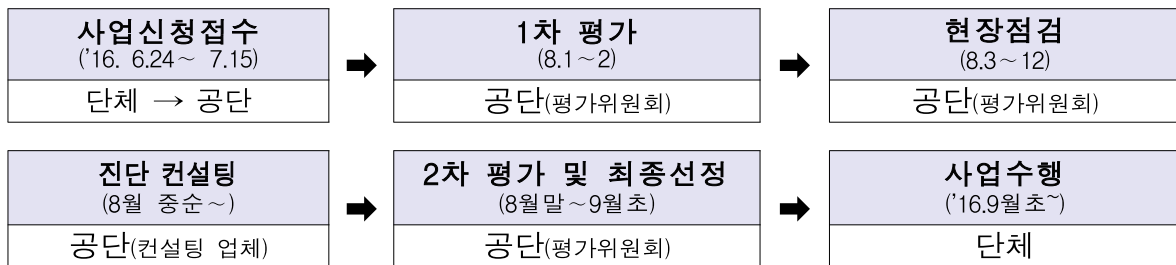 사업신청접수
('16. 6.24～ 7.15)
단체 → 공단
1차 평가
(8.1～2)
공단(평가위원회)
현장점검
(8.3～12)
공단(평가위원회)
진단 컨설팅
(8월 중순～)
공단(컨설팅 업체)
2차 평가 및 최종선정
(8월말～9월초)
공단(평가위원회)
사업수행
('16.9월초~)
단체